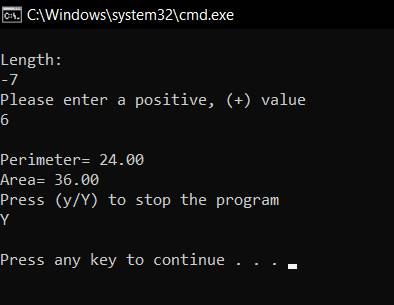 C:\Windows\system32\cmd.exe
Length:
-7
Please enter a positive, (+) value
6
Perimeter= 24.00
Area= 36.00
Press (y/Y) to stop the program
Y
Press any key to continue . . .